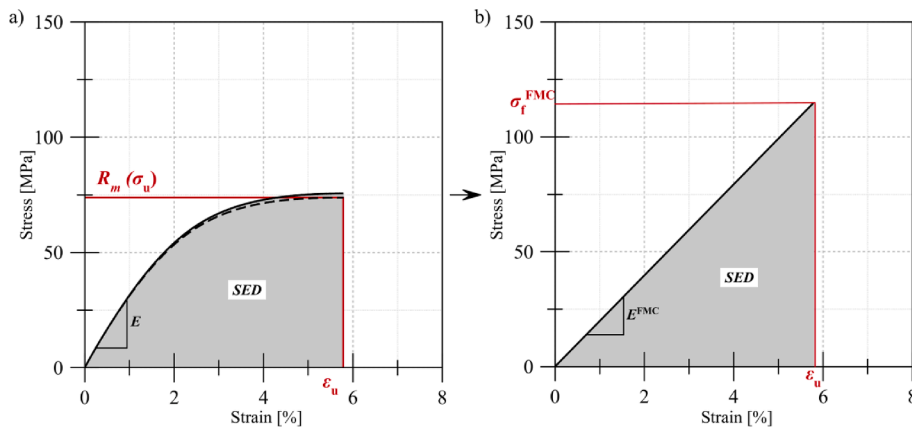 a)
150
100
50
0
Stress [MPa]
R_m (σ_u)
SED
E
ε_u
0 2 4 6 8
Strain [%]
b)
150
σ_f^FMC
100
50
0
Stress [MPa]
SED
E^FMC
ε_u
0 2 4 6 8
Strain [%]